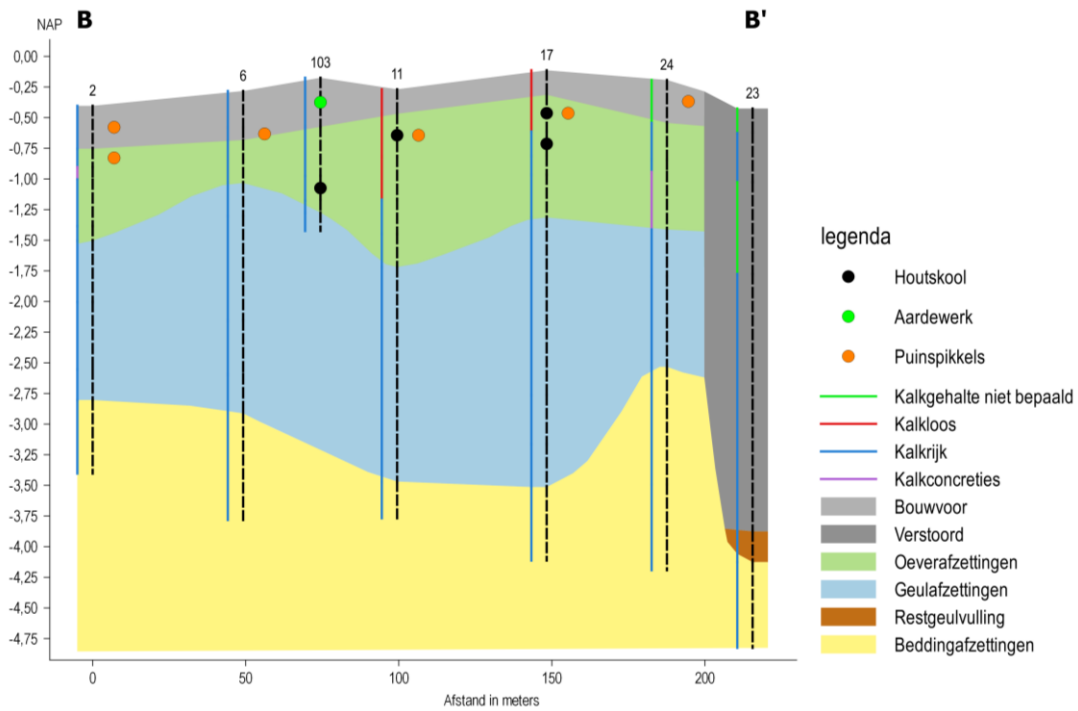 B B'
NAP
0,00
-0,25
-0,50
-0,75
-1,00
-1,25
-1,50
-1,75
-2,00
-2,25
-2,50
-2,75
-3,00
-3,25
-3,50
-3,75
-4,00
-4,25
-4,50
-4,75
2 6 103 11 17 24 23
0 50 100 150 200
Afstand in meters
legenda
Houtskool
Aardewerk
Puinspikkels
Kalkgehalte niet bepaald
Kalkloos
Kalkrijk
Kalkconcreties
Bouwvoor
Verstoord
Oeverafzettingen
Geulafzettingen
Restgeulvulling
Beddingafzettingen